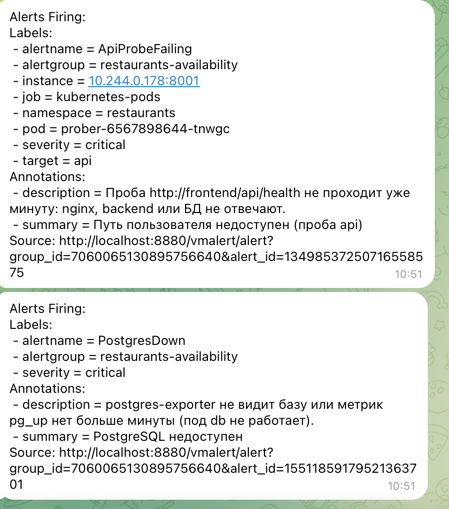 Alerts Firing:
Labels:
 - alertname = ApiProbeFailing
 - alertgroup = restaurants-availability
 - instance = 10.244.0.178:8001
 - job = kubernetes-pods
 - namespace = restaurants
 - pod = prober-6567898644-tnwgc
 - severity = critical
 - target = api
Annotations:
 - description = Проба http://frontend/api/health не проходит уже
минуту: nginx, backend или БД не отвечают.
 - summary = Путь пользователя недоступен (проба api)
Source: http://localhost:8880/vmalert/alert?
group_id=7060065130895756640&alert_id=134985372507165585
75
10:51
Alerts Firing:
Labels:
 - alertname = PostgresDown
 - alertgroup = restaurants-availability
 - severity = critical
Annotations:
 - description = postgres-exporter не видит базу или метрик
pg_up нет больше минуты (под db не работает).
 - summary = PostgreSQL недоступен
Source: http://localhost:8880/vmalert/alert?
group_id=7060065130895756640&alert_id=155118591795213637
01
10:51